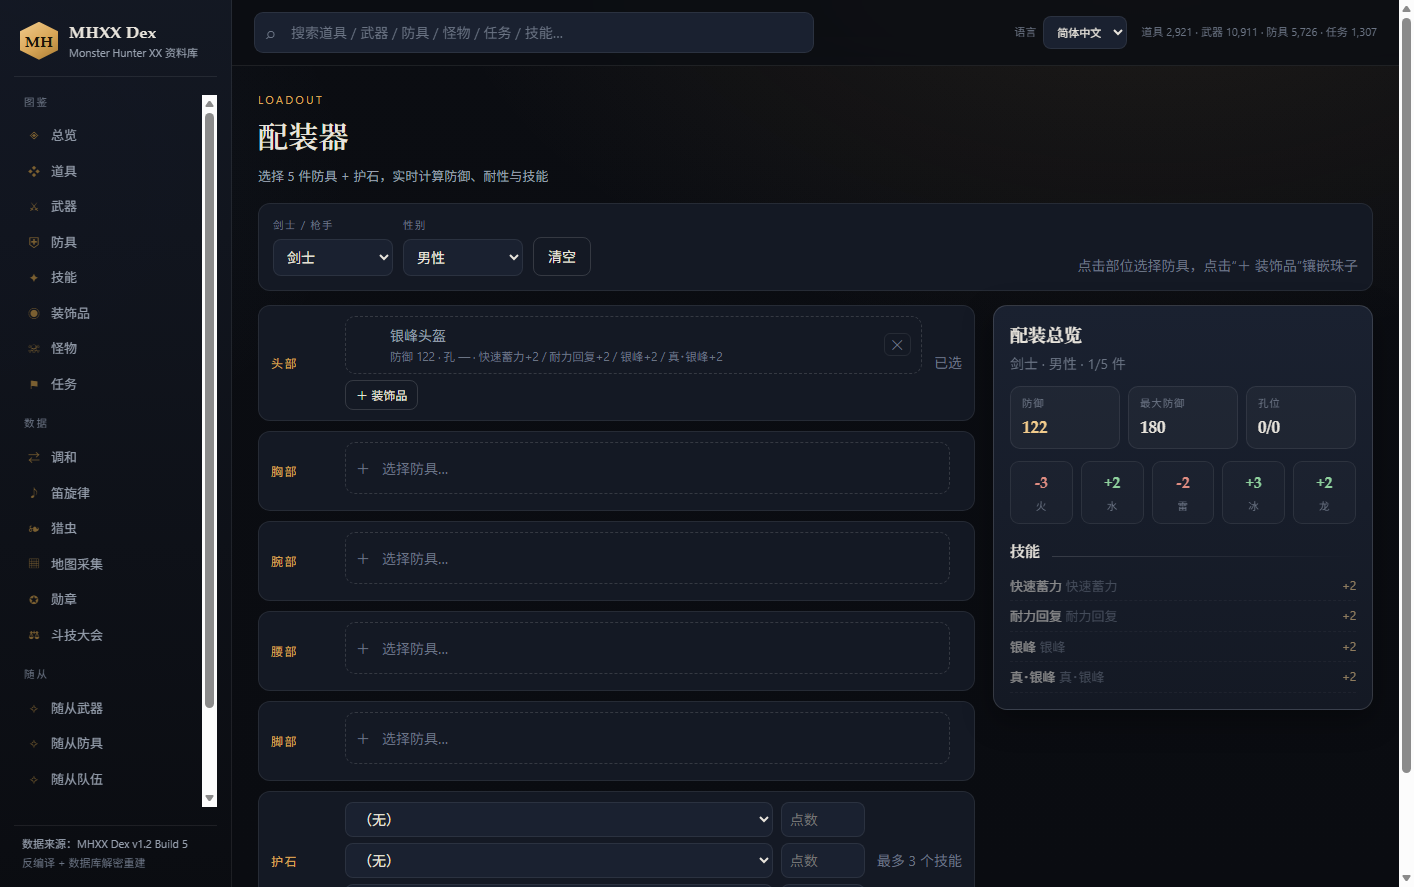 MH
MHXX Dex
Monster Hunter XX 资料库
搜索道具 / 武器 / 防具 / 怪物 / 任务 / 技能...
语言
简体中文
道具 2,921 · 武器 10,911 · 防具 5,726 · 任务 1,307
图鉴
总览
道具
武器
防具
技能
装饰品
怪物
任务
数据
调和
笛旋律
猎虫
地图采集
勋章
斗技大会
随从
随从武器
随从防具
随从队伍
数据来源：MHXX Dex v1.2 Build 5
反编译 + 数据库解密重建
LOADOUT
配装器
选择 5 件防具 + 护石，实时计算防御、耐性与技能
剑士 / 枪手
性别
剑士
男性
清空
点击部位选择防具，点击"＋ 装饰品"镶嵌珠子
头部
银峰头盔
防御 122 · 孔 — · 快速蓄力+2 / 耐力回复+2 / 银峰+2 / 真·银峰+2
已选
＋ 装饰品
胸部
＋ 选择防具...
腕部
＋ 选择防具...
腰部
＋ 选择防具...
脚部
＋ 选择防具...
护石
（无）
点数
（无）
点数
最多 3 个技能
配装总览
剑士 · 男性 · 1/5 件
防御
122
最大防御
180
孔位
0/0
-3
火
+2
水
-2
雷
+3
冰
+2
龙
技能
快速蓄力 快速蓄力 +2
耐力回复 耐力回复 +2
银峰 银峰 +2
真·银峰 真·银峰 +2